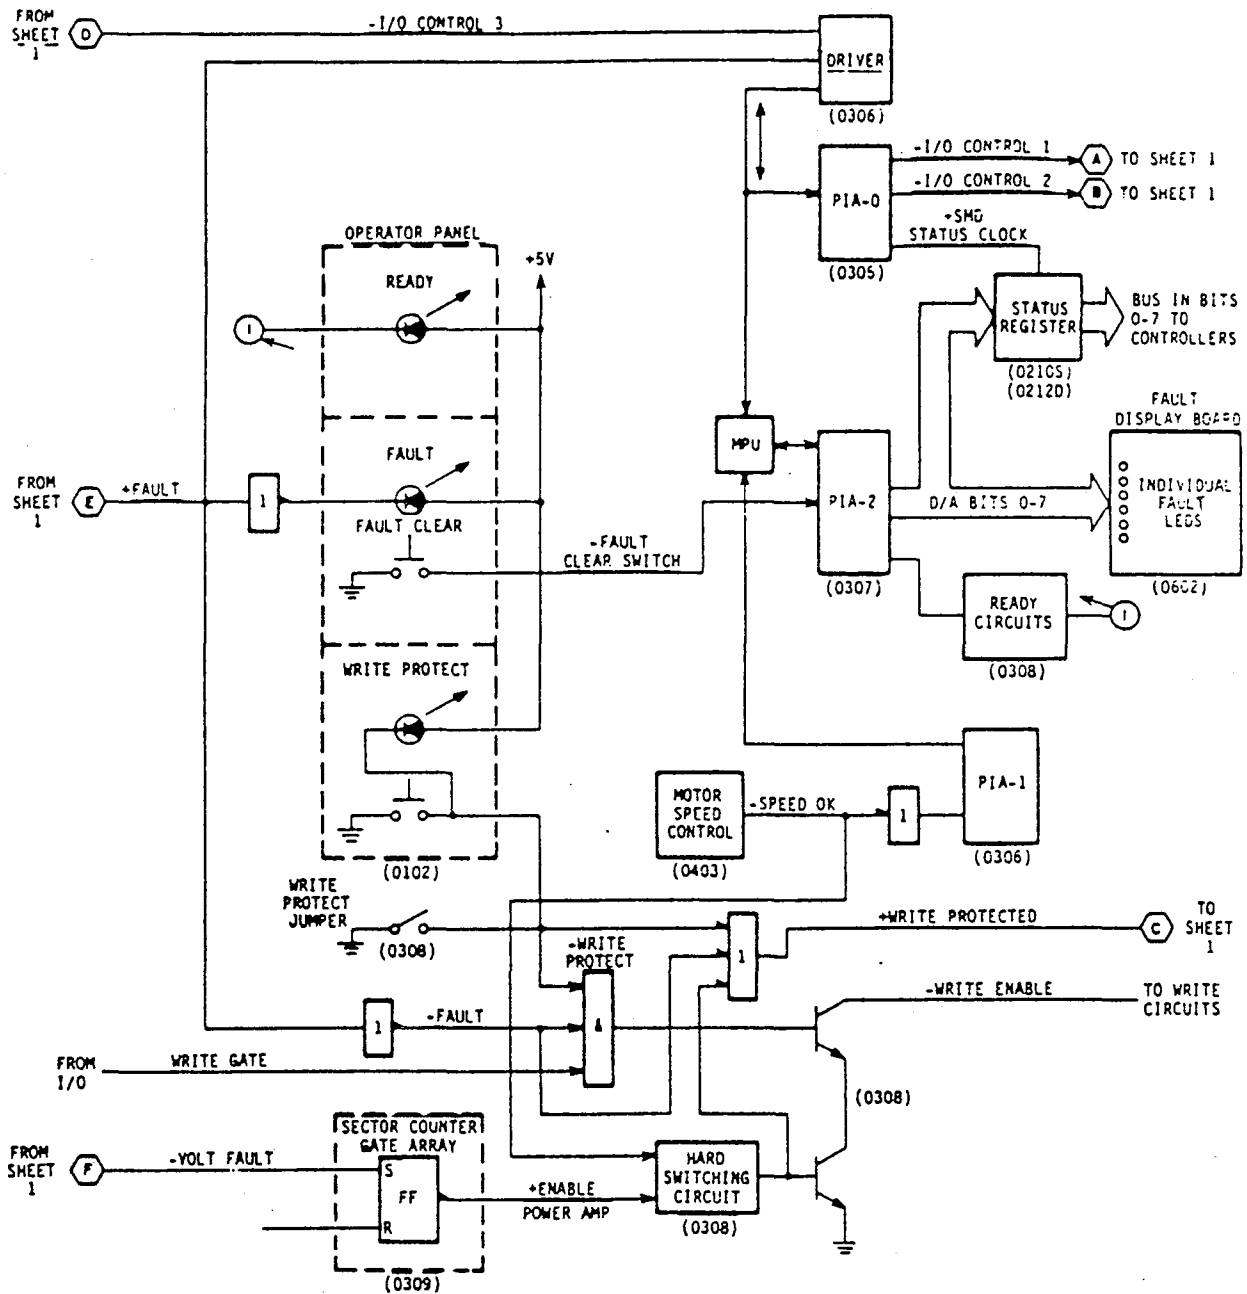 FROM
SHEET
1
D
-I/O CONTROL 3
DRIVER
(0306)
-I/O CONTROL 1
A
TO SHEET 1
-I/O CONTROL 2
B
TO SHEET 1
PIA-0
+SMD
STATUS CLOCK
(0305)
OPERATOR PANEL
+5V
READY
1
STATUS
REGISTER
BUS IN BITS
0-7 TO
CONTROLLERS
(0210S)
(0212D)
FAULT
DISPLAY BOARD
MPU
FROM
SHEET
1
E
+FAULT
1
FAULT
FAULT CLEAR
-FAULT
CLEAR SWITCH
PIA-2
D/A BITS 0-7
INDIVIDUAL
FAULT
LEDS
(0307)
(0602)
READY
CIRCUITS
1
(0308)
WRITE PROTECT
MOTOR
SPEED
CONTROL
-SPEED OK
1
PIA-1
(0403)
(0306)
(0102)
WRITE
PROTECT
JUMPER
(0308)
-WRITE
PROTECT
1
+WRITE PROTECTED
C
TO
SHEET
1
-WRITE ENABLE
TO WRITE
CIRCUITS
1
-FAULT
&
FROM
I/O
WRITE GATE
(0308)
SECTOR COUNTER
GATE ARRAY
FROM
SHEET
1
F
-VOLT FAULT
S
FF
R
+ENABLE
POWER AMP
HARD
SWITCHING
CIRCUIT
(0308)
(0309)